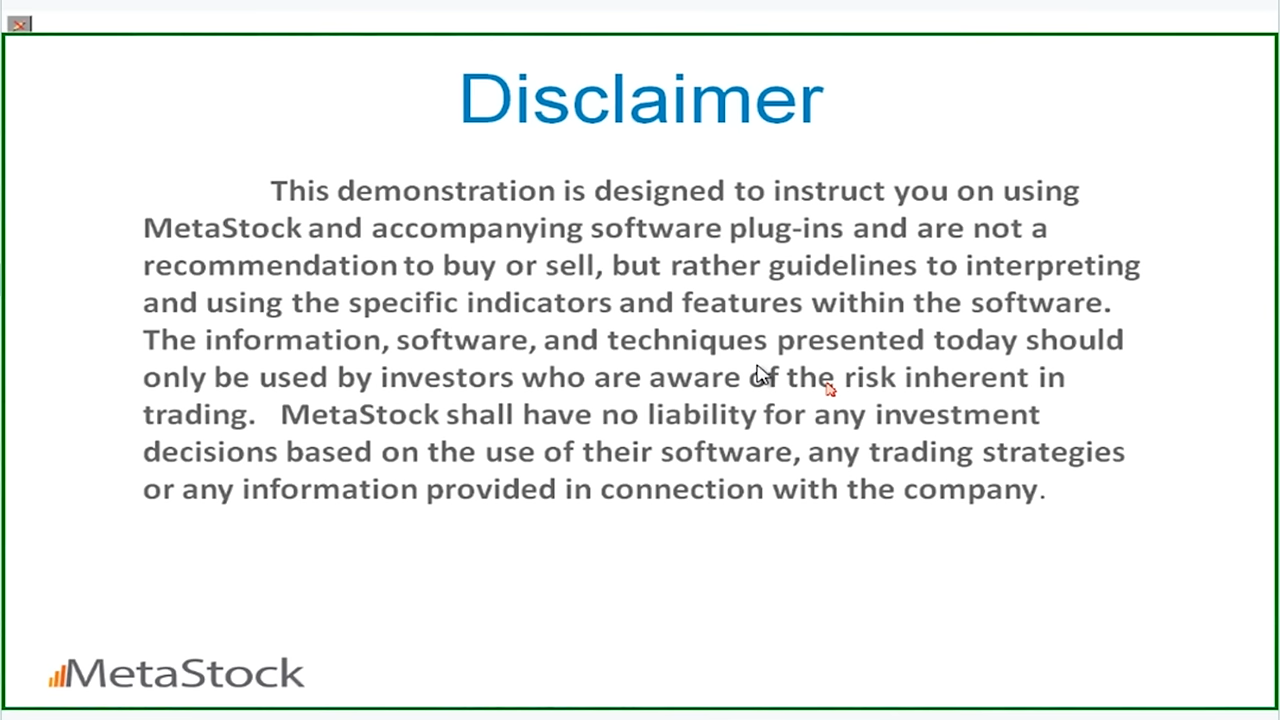 Disclaimer
This demonstration is designed to instruct you on using
MetaStock and accompanying software plug-ins and are not a
recommendation to buy or sell, but rather guidelines to interpreting
and using the specific indicators and features within the software.
The information, software, and techniques presented today should
only be used by investors who are aware of the risk inherent in
trading. MetaStock shall have no liability for any investment
decisions based on the use of their software, any trading strategies
or any information provided in connection with the company.
MetaStock